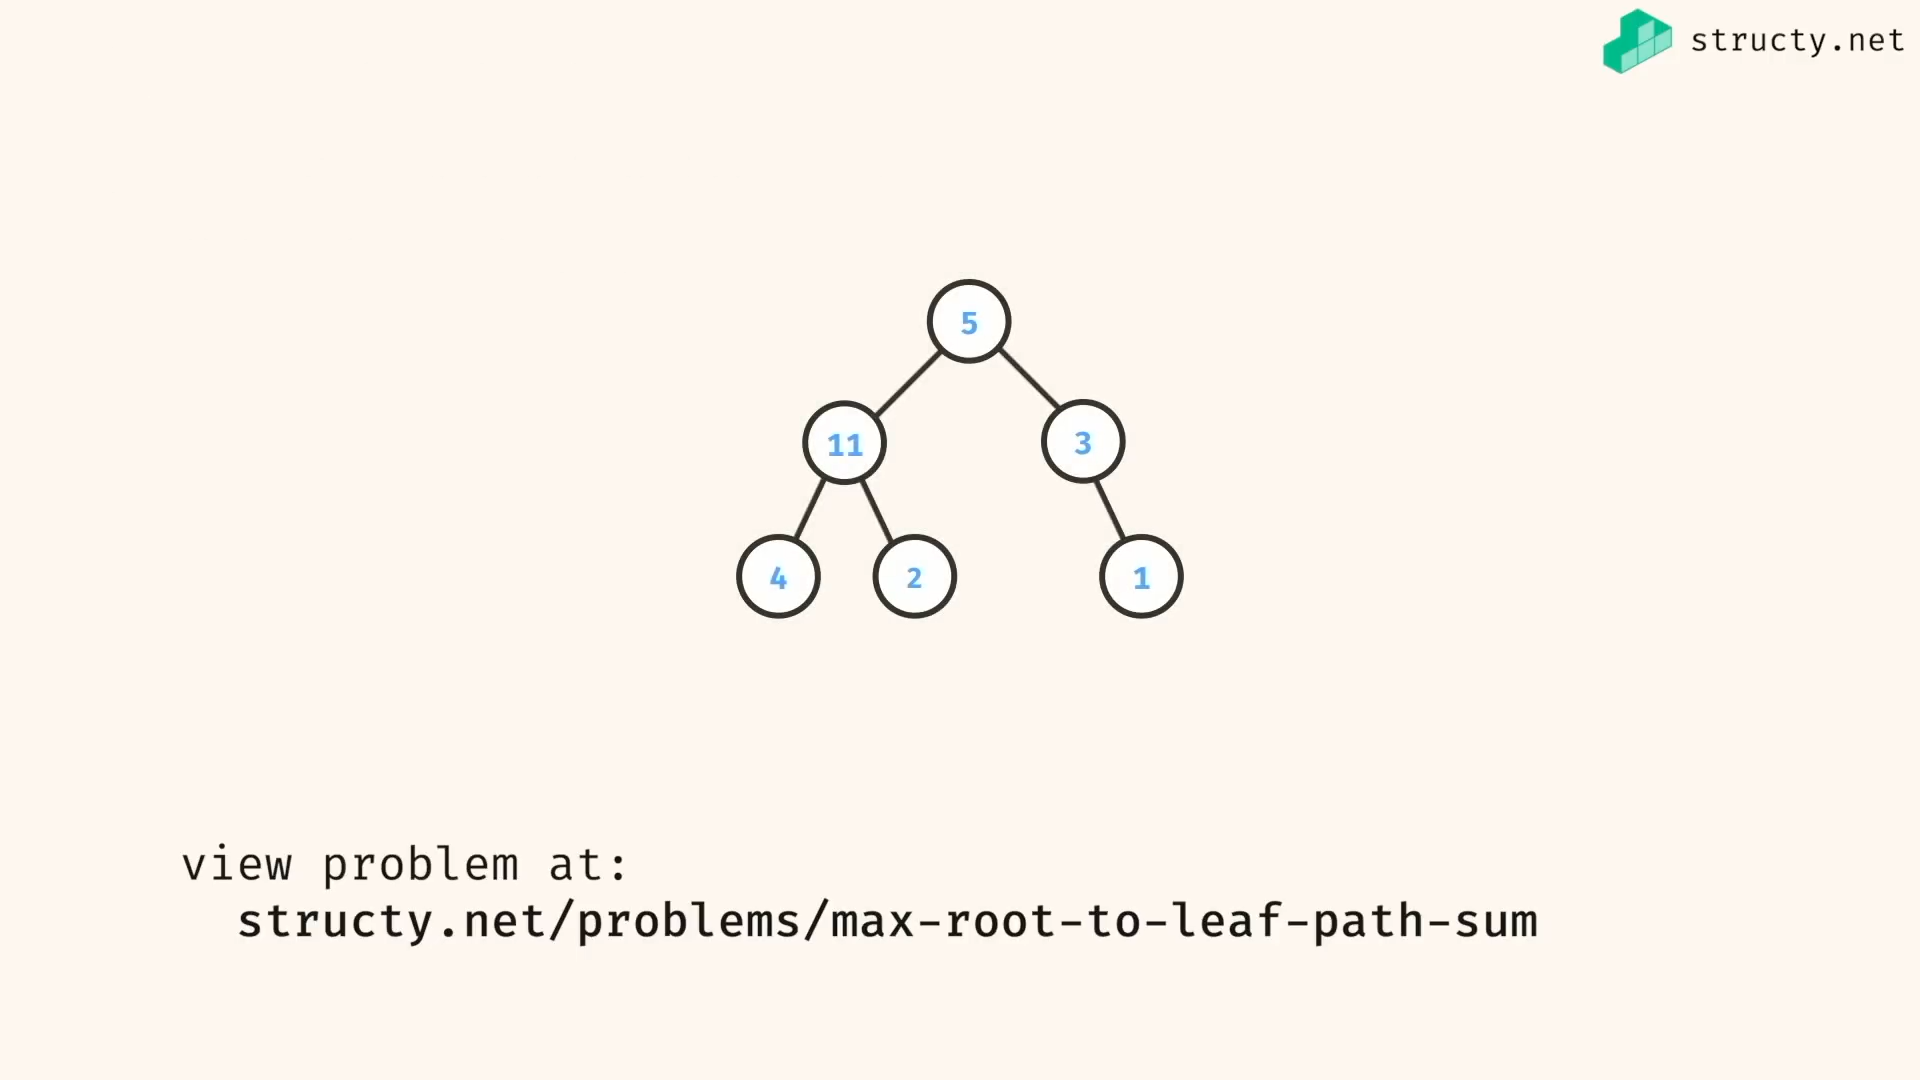 structy.net
5
11 3
4 2 1
view problem at:
structy.net/problems/max-root-to-leaf-path-sum